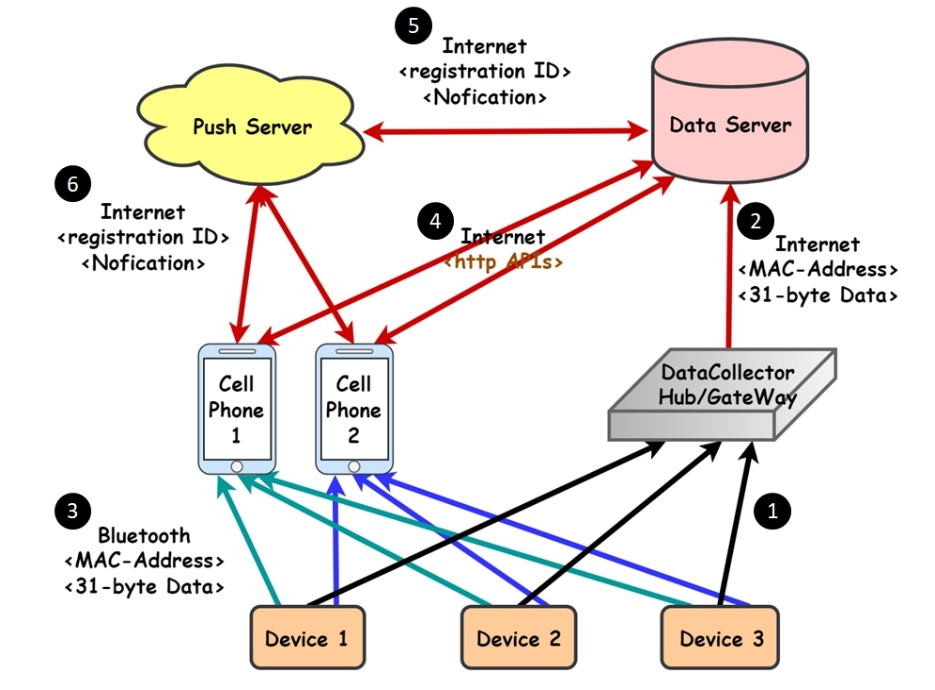 5
Internet
<registration ID>
<Nofication>
Push Server
Data Server
6
Internet
<registration ID>
<Nofication>
4
Internet
<http APIs>
2
Internet
<MAC-Address>
<31-byte Data>
Cell
Phone
1
Cell
Phone
2
DataCollector
Hub/GateWay
3
Bluetooth
<MAC-Address>
<31-byte Data>
1
Device 1
Device 2
Device 3